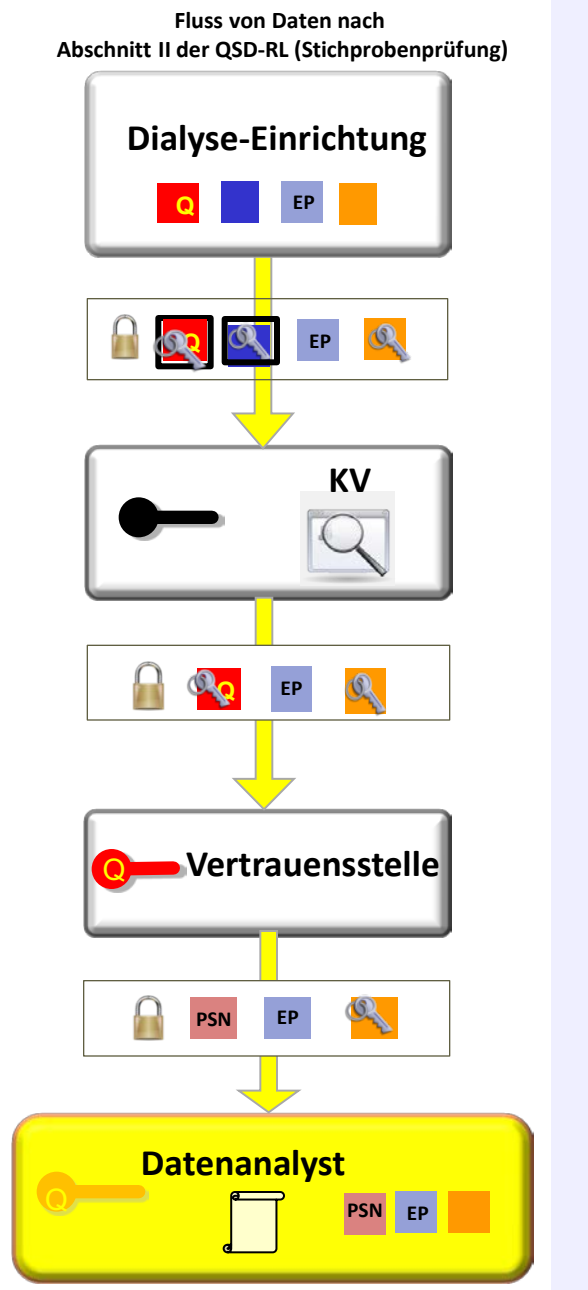 Fluss von Daten nach
Abschnitt II der QSD-RL (Stichprobenprüfung)
Dialyse-Einrichtung
Q EP
Q EP
KV
Q EP
Q Vertrauensstelle
PSN EP
Datenanalyst
Q PSN EP